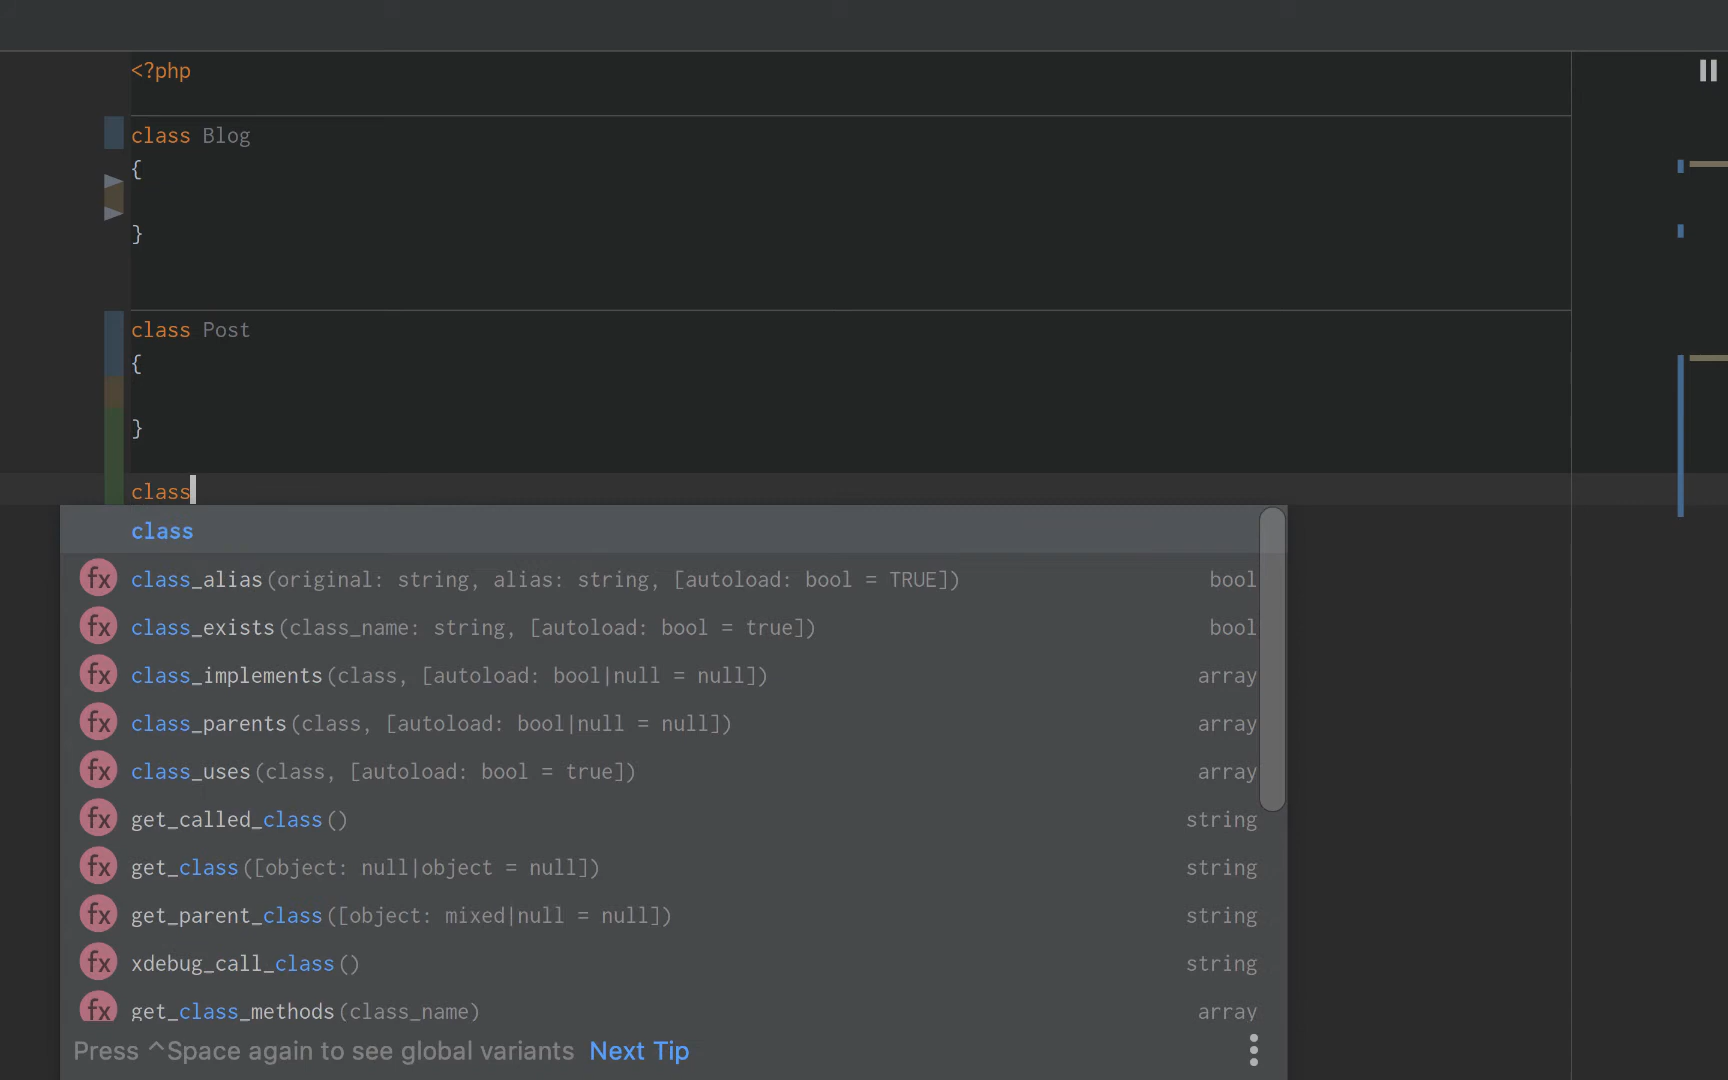 <?php
class Blog
{
}
class Post
{
}
class
class
fx class_alias(original: string, alias: string, [autoload: bool = TRUE]) bool
fx class_exists(class_name: string, [autoload: bool = true]) bool
fx class_implements(class, [autoload: bool|null = null]) array
fx class_parents(class, [autoload: bool|null = null]) array
fx class_uses(class, [autoload: bool = true]) array
fx get_called_class() string
fx get_class([object: null|object = null]) string
fx get_parent_class([object: mixed|null = null]) string
fx xdebug_call_class() string
fx get_class_methods(class_name) array
Press ^Space again to see global variants Next Tip